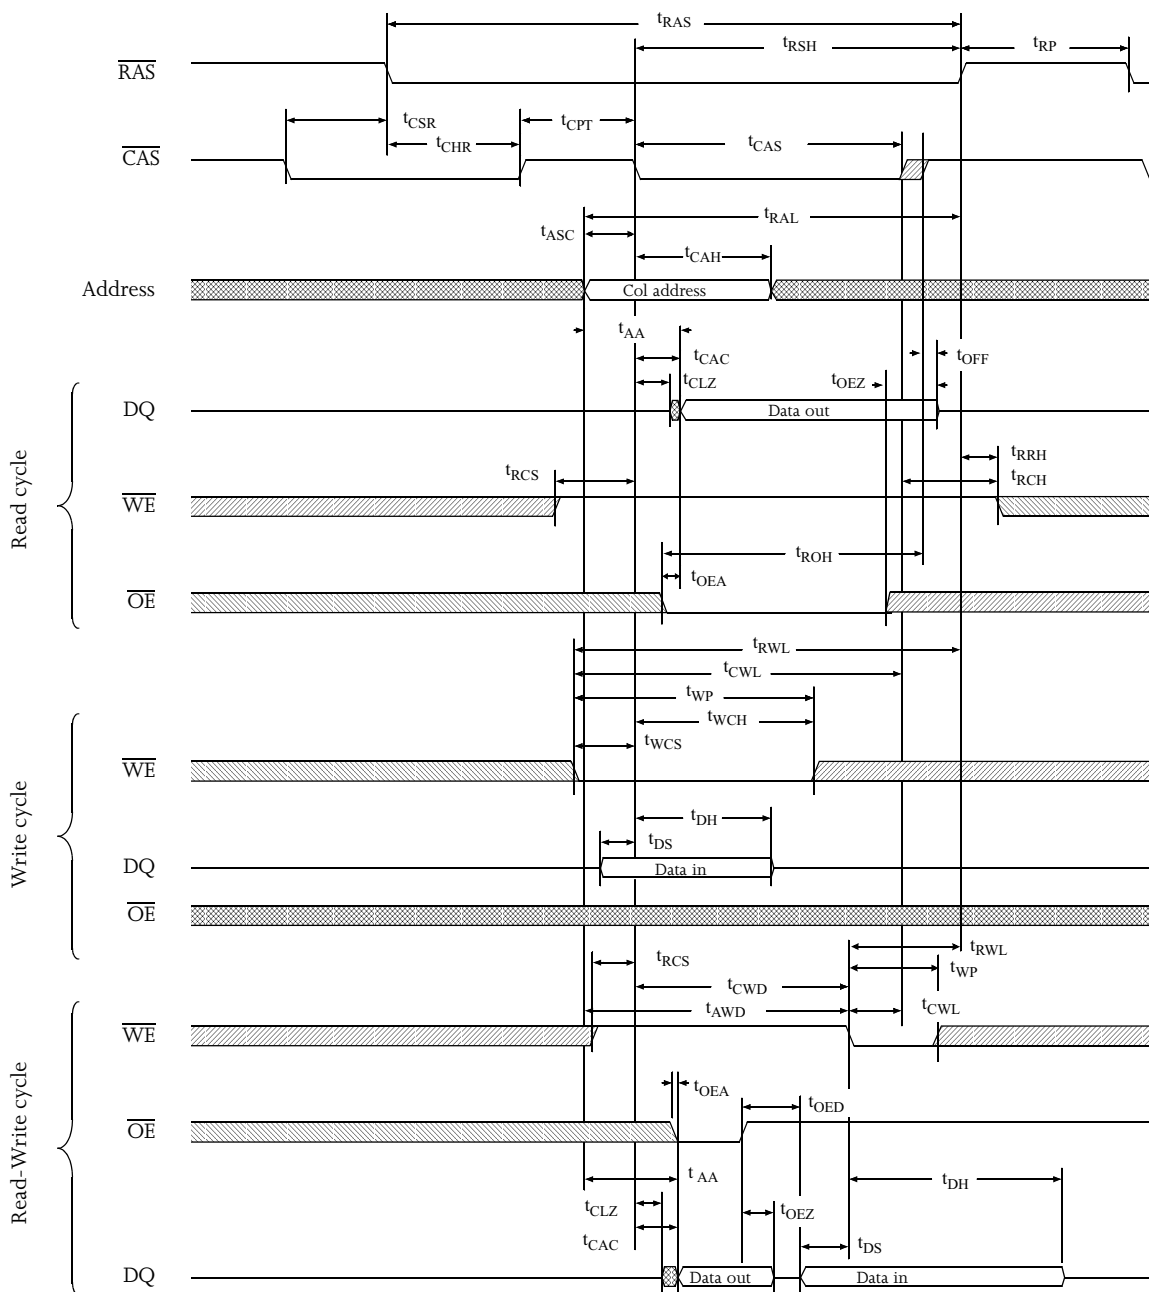 tRAS
tRSH
tRP
RAS
tCSR
tCPT
tCHR
tCAS
CAS
tRAL
tASC
tCAH
Address
Col address
tAA
tCAC
tOFF
tCLZ
tOEZ
DQ
Data out
tRRH
tRCS
tRCH
WE
Read cycle
tROH
tOEA
OE
tRWL
tCWL
tWP
tWCH
tWCS
WE
Write cycle
tDH
tDS
DQ
Data in
OE
tRWL
tRCS
tWP
tCWD
tAWD
tCWL
WE
tOEA
tOED
OE
Read-Write cycle
tAA
tDH
tCLZ
tOEZ
tCAC
tDS
DQ
Data out
Data in